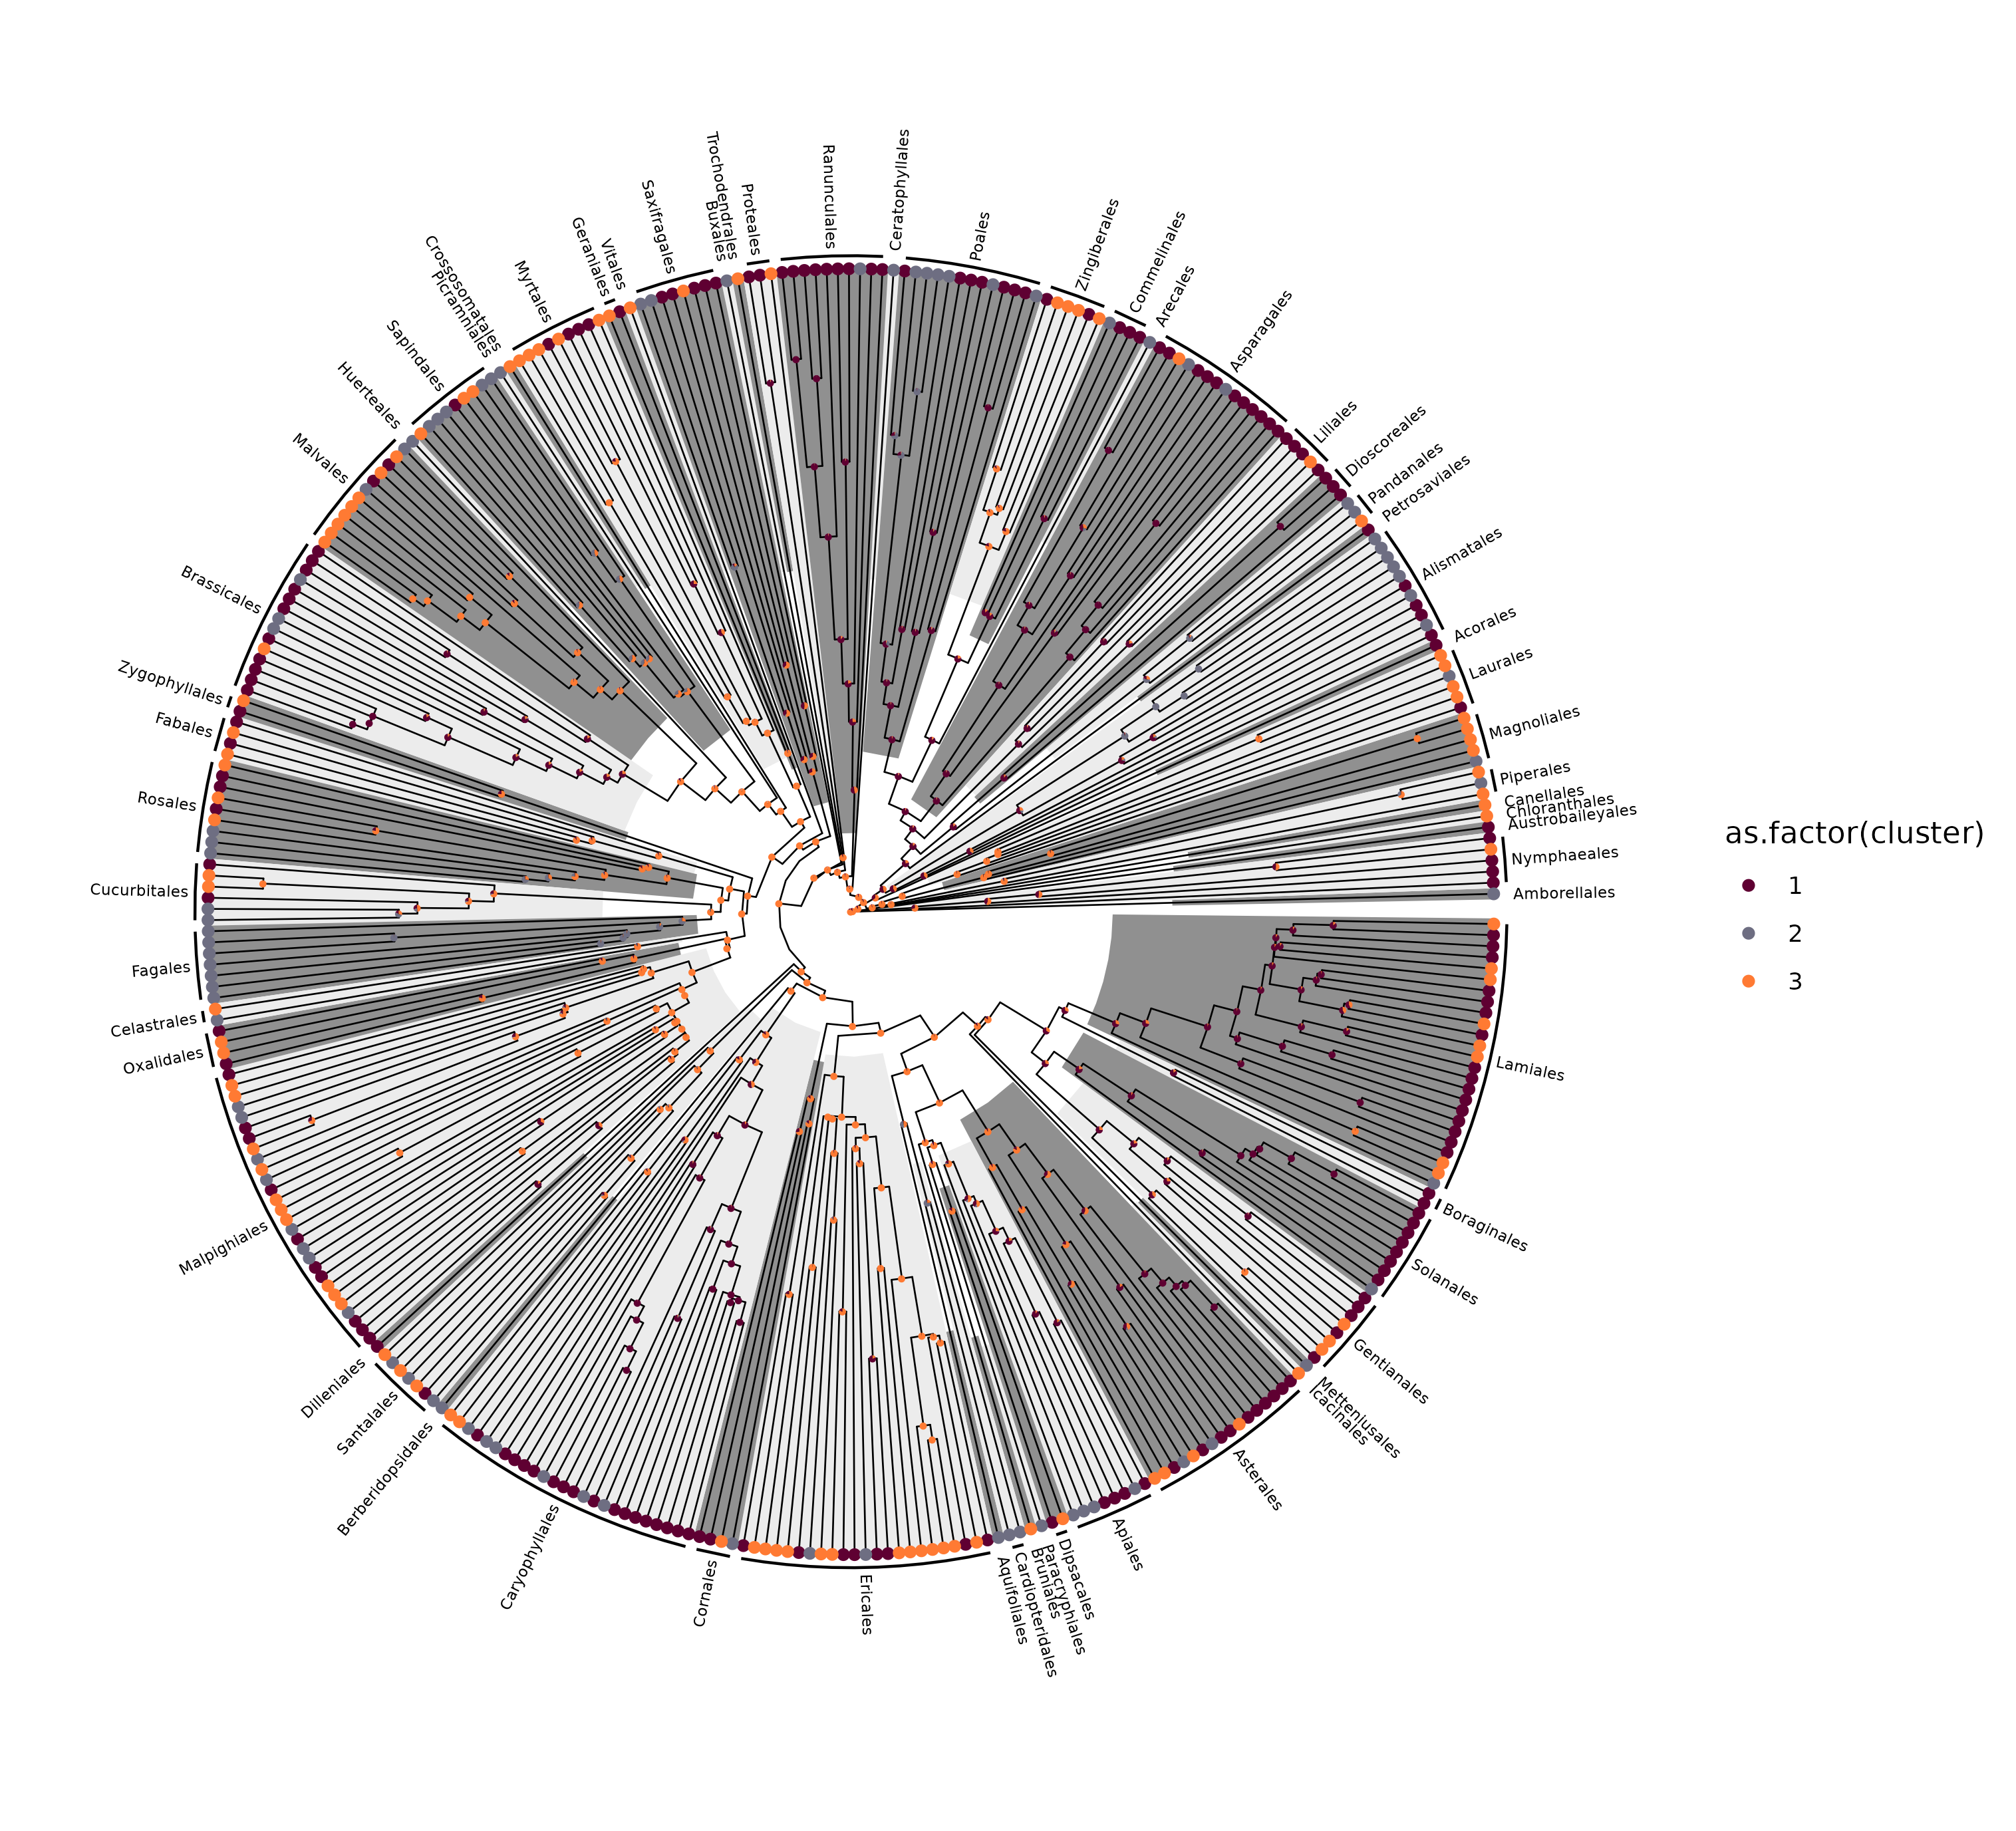 Trochodendrales
Buxales
Proteales
Ranunculales
Ceratophyllales
Poales
Zingiberales
Commelinales
Arecales
Asparagales
Liliales
Dioscoreales
Pandanales
Petrosaviales
Alismatales
Acorales
Laurales
Magnoliales
Piperales
Canellales
Chloranthales
Austrobaileyales
Nymphaeales
Amborellales
Lamiales
Boraginales
Solanales
Gentianales
Metteniusales
Icacinales
Asterales
Apiales
Dipsacales
Paracryphiales
Bruniales
Cardiopteridales
Aquifoliales
Ericales
Cornales
Caryophyllales
Berberidopsidales
Santalales
Dilleniales
Malpighiales
Oxalidales
Celastrales
Fagales
Cucurbitales
Rosales
Fabales
Zygophyllales
Brassicales
Malvales
Huerteales
Sapindales
Picramniales
Crossosomatales
Myrtales
Geraniales
Vitales
Saxifragales
as.factor(cluster)
1
2
3